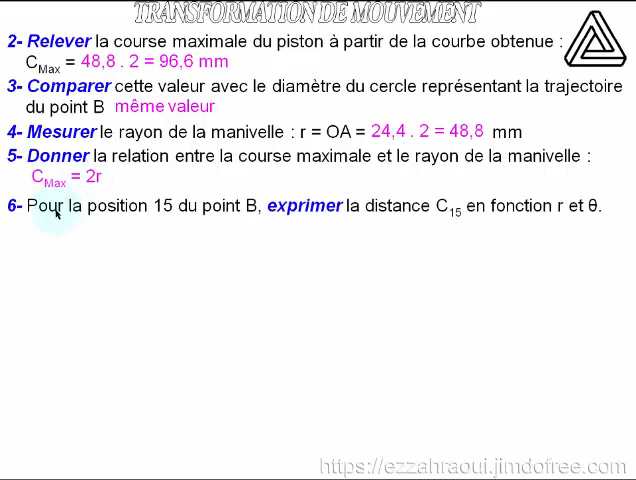 TRANSFORMATION DE MOUVEMENT
2- Relever la course maximale du piston à partir de la courbe obtenue :
CMax = 48,8 . 2 = 96,6 mm
3- Comparer cette valeur avec le diamètre du cercle représentant la trajectoire
du point B même valeur
4- Mesurer le rayon de la manivelle : r = OA = 24,4 . 2 = 48,8 mm
5- Donner la relation entre la course maximale et le rayon de la manivelle :
CMax = 2r
6- Pour la position 15 du point B, exprimer la distance C15 en fonction r et θ.
https://ezzahraoui.jimdofree.com